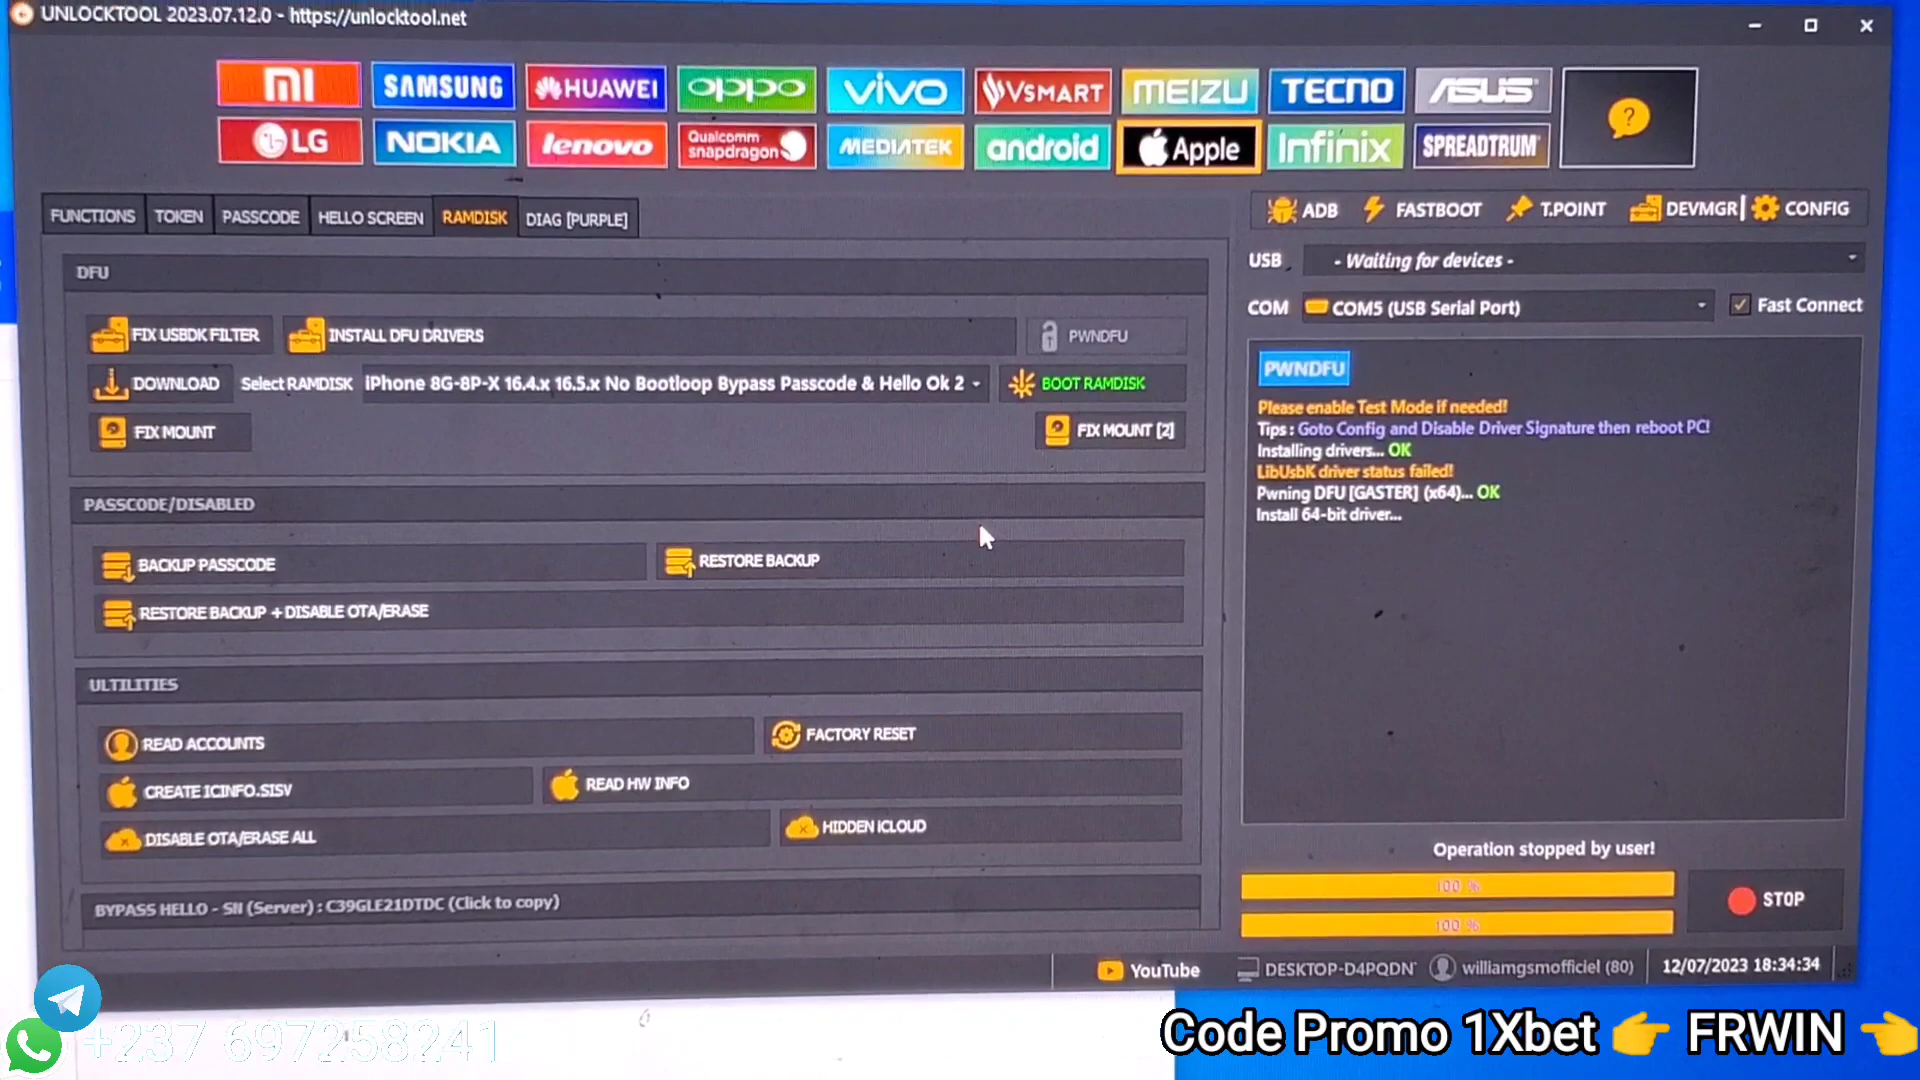 UNLOCKTOOL 2023.07.12.0 - https://unlocktool.net
MI SAMSUNG HUAWEI oppo vivo VSMART MEIZU TECNO ASUS ?
LG NOKIA lenovo Qualcomm snapdragon MEDIATEK android Apple Infinix SPREADTRUM
FUNCTIONS TOKEN PASSCODE HELLO SCREEN RAMDISK DIAG [PURPLE]
ADB FASTBOOT T.POINT DEVMGR CONFIG
DFU
USB - Waiting for devices -
COM COM5 (USB Serial Port) Fast Connect
FIX USBDK FILTER INSTALL DFU DRIVERS PWNDFU
DOWNLOAD Select RAMDISK iPhone 8G-8P-X 16.4.x 16.5.x No Bootloop Bypass Passcode & Hello Ok 2 BOOT RAMDISK
FIX MOUNT FIX MOUNT [2]
PASSCODE/DISABLED
BACKUP PASSCODE RESTORE BACKUP
RESTORE BACKUP + DISABLE OTA/ERASE
ULTILITIES
READ ACCOUNTS FACTORY RESET
CREATE ICINFO.SISV READ HW INFO
DISABLE OTA/ERASE ALL HIDDEN ICLOUD
BYPASS HELLO - SN (Server) : C39GLE21DTDC (Click to copy)
PWNDFU
Please enable Test Mode if needed!
Tips : Goto Config and Disable Driver Signature then reboot PC!
Installing drivers... OK
LibUsbK driver status failed!
Pwning DFU [GASTER] (x64)... OK
Install 64-bit driver...
Operation stopped by user!
100 %
100 %
STOP
YouTube DESKTOP-D4PQDN williamgsmofficiel (80) 12/07/2023 18:34:34
+237 697258241
Code Promo 1Xbet 👉 FRWIN 👈